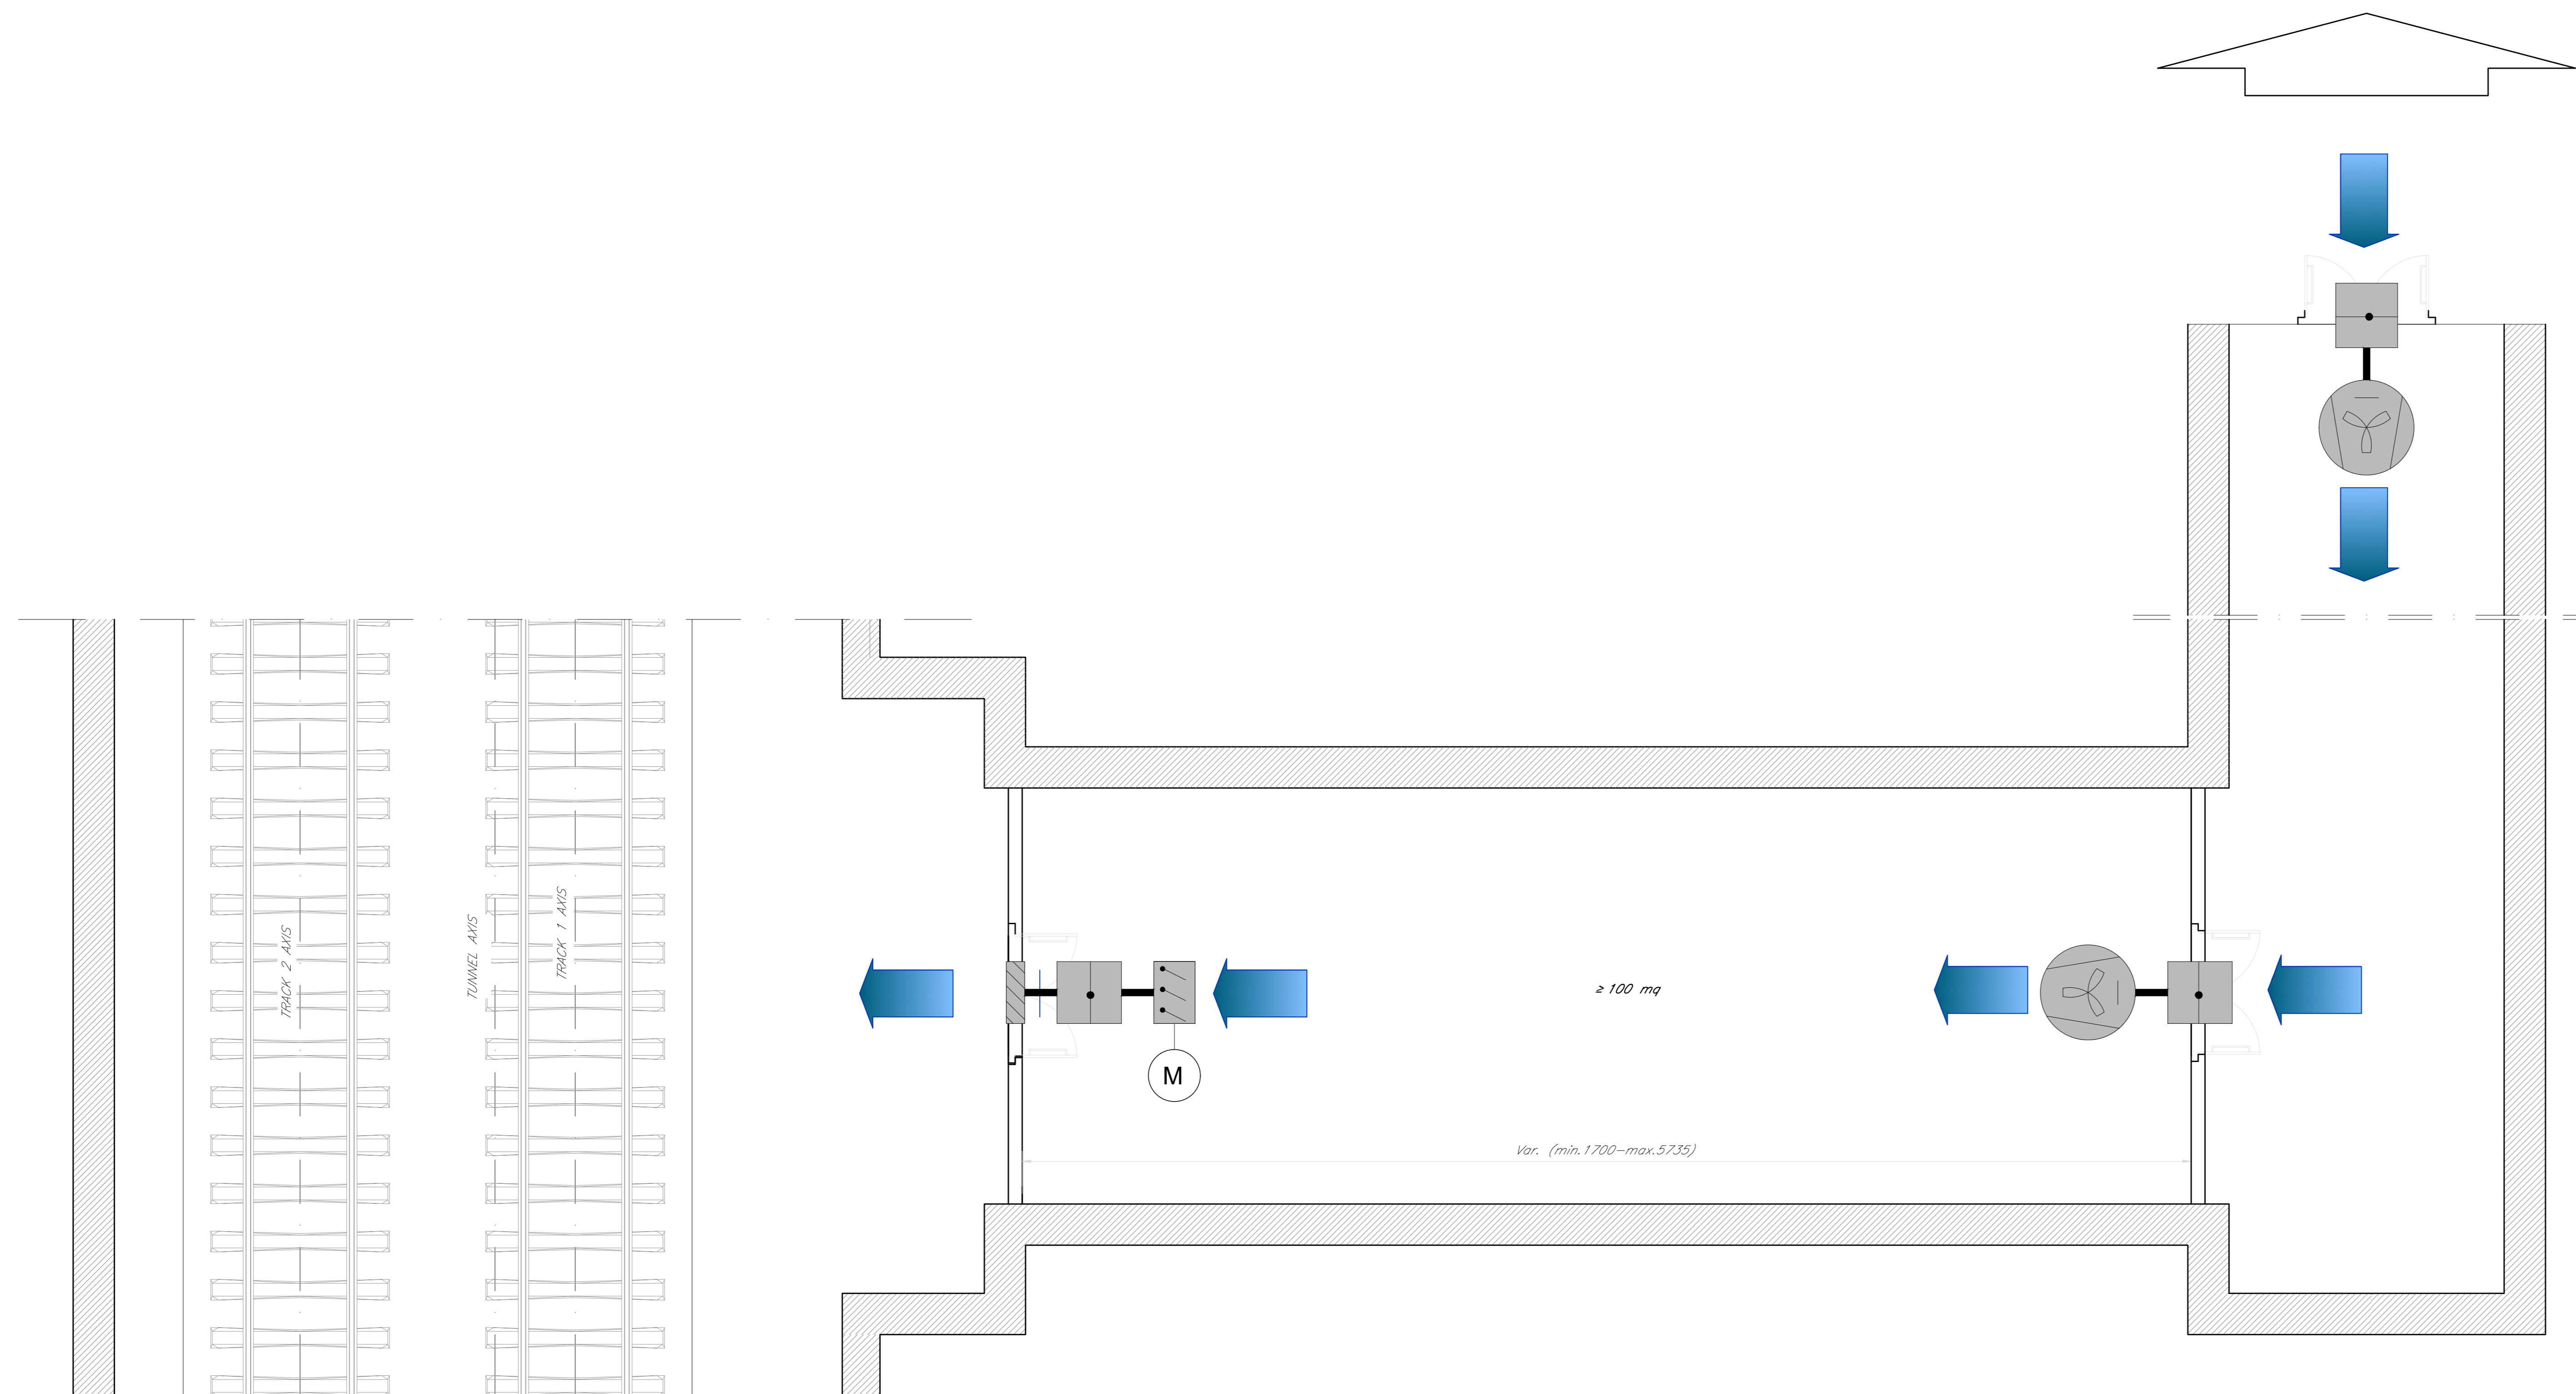 TRACK 2 AXIS
TUNNEL AXIS
TRACK 1 AXIS
≥ 100 mq
M
Var. (min.1700-max.5735)